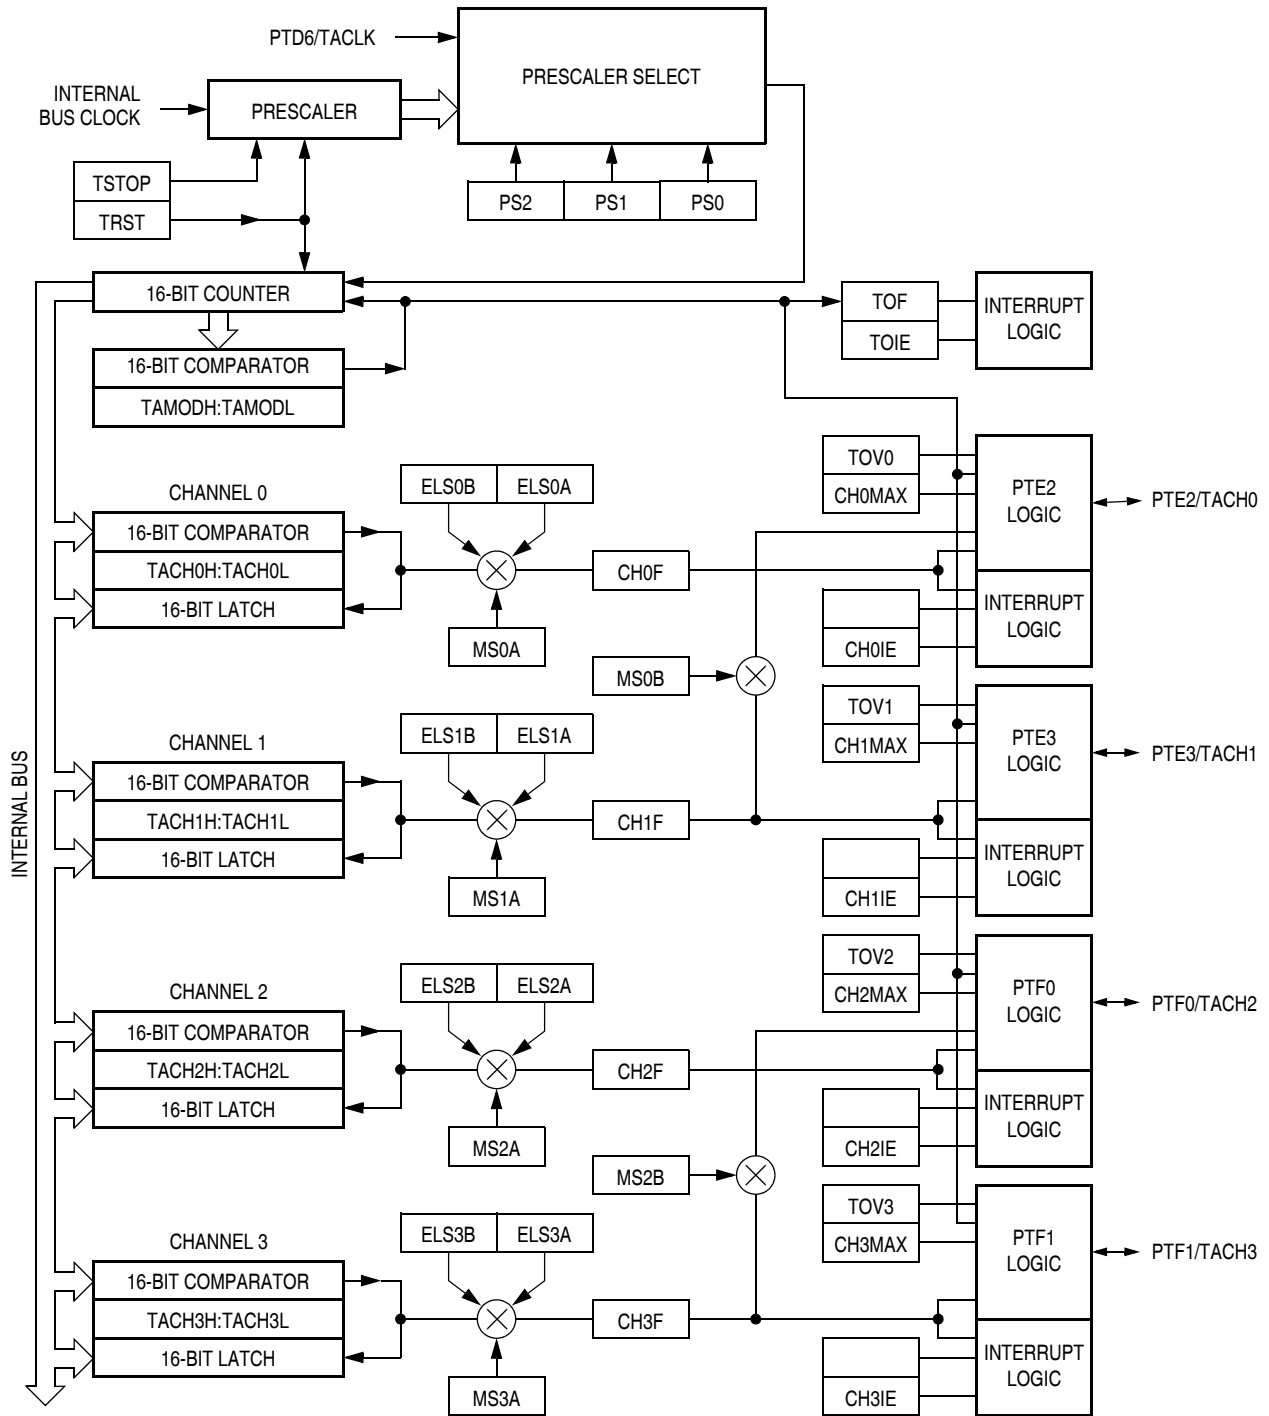 PTD6/TACLK
PRESCALER SELECT
INTERNAL
BUS CLOCK
PRESCALER
TSTOP
TRST
PS2
PS1
PS0
16-BIT COUNTER
16-BIT COMPARATOR
TAMODH:TAMODL
TOF
TOIE
INTERRUPT
LOGIC
INTERNAL BUS
CHANNEL 0
16-BIT COMPARATOR
TACH0H:TACH0L
16-BIT LATCH
ELS0B
ELS0A
MS0A
CH0F
MS0B
TOV0
CH0MAX
PTE2
LOGIC
PTE2/TACH0
CH0IE
INTERRUPT
LOGIC
CHANNEL 1
16-BIT COMPARATOR
TACH1H:TACH1L
16-BIT LATCH
ELS1B
ELS1A
MS1A
CH1F
TOV1
CH1MAX
PTE3
LOGIC
PTE3/TACH1
CH1IE
INTERRUPT
LOGIC
CHANNEL 2
16-BIT COMPARATOR
TACH2H:TACH2L
16-BIT LATCH
ELS2B
ELS2A
MS2A
CH2F
MS2B
TOV2
CH2MAX
PTF0
LOGIC
PTF0/TACH2
CH2IE
INTERRUPT
LOGIC
CHANNEL 3
16-BIT COMPARATOR
TACH3H:TACH3L
16-BIT LATCH
ELS3B
ELS3A
MS3A
CH3F
TOV3
CH3MAX
PTF1
LOGIC
PTF1/TACH3
CH3IE
INTERRUPT
LOGIC